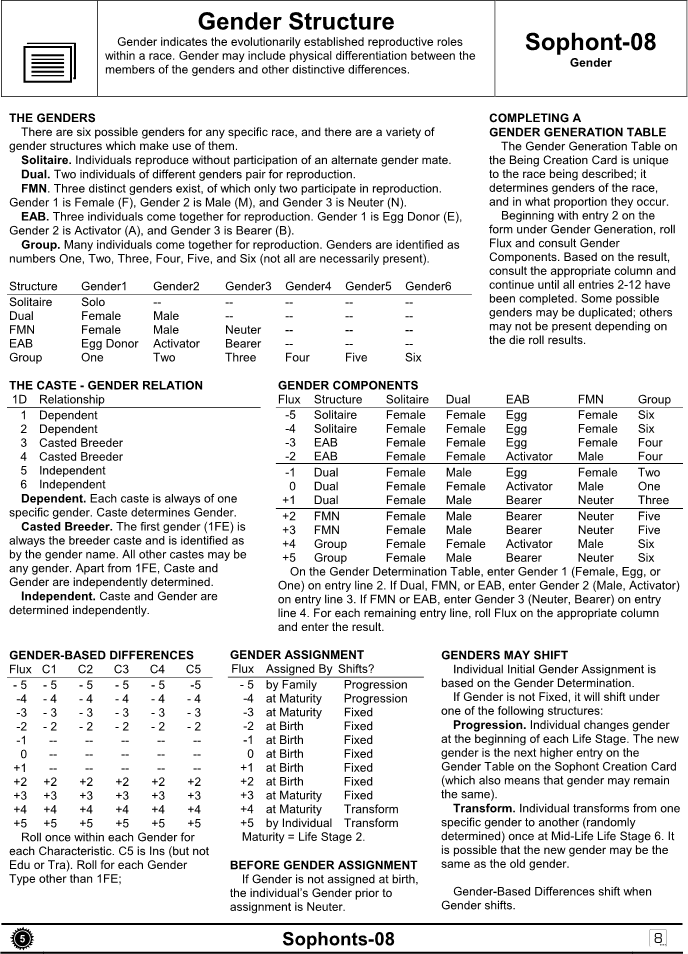 Gender Structure
Gender indicates the evolutionarily established reproductive roles
within a race. Gender may include physical differentiation between the
members of the genders and other distinctive differences.
Sophont-08
Gender
THE GENDERS
There are six possible genders for any specific race, and there are a variety of
gender structures which make use of them.
Solitaire. Individuals reproduce without participation of an alternate gender mate.
Dual. Two individuals of different genders pair for reproduction.
FMN. Three distinct genders exist, of which only two participate in reproduction.
Gender 1 is Female (F), Gender 2 is Male (M), and Gender 3 is Neuter (N).
EAB. Three individuals come together for reproduction. Gender 1 is Egg Donor (E),
Gender 2 is Activator (A), and Gender 3 is Bearer (B).
Group. Many individuals come together for reproduction. Genders are identified as
numbers One, Two, Three, Four, Five, and Six (not all are necessarily present).
Structure Gender1 Gender2 Gender3 Gender4 Gender5 Gender6
Solitaire Solo -- -- -- -- --
Dual Female Male -- -- -- --
FMN Female Male Neuter -- -- --
EAB Egg Donor Activator Bearer -- -- --
Group One Two Three Four Five Six
COMPLETING A
GENDER GENERATION TABLE
The Gender Generation Table on
the Being Creation Card is unique
to the race being described; it
determines genders of the race,
and in what proportion they occur.
Beginning with entry 2 on the
form under Gender Generation, roll
Flux and consult Gender
Components. Based on the result,
consult the appropriate column and
continue until all entries 2-12 have
been completed. Some possible
genders may be duplicated; others
may not be present depending on
the die roll results.
THE CASTE - GENDER RELATION
1D Relationship
1 Dependent
2 Dependent
3 Casted Breeder
4 Casted Breeder
5 Independent
6 Independent
Dependent. Each caste is always of one
specific gender. Caste determines Gender.
Casted Breeder. The first gender (1FE) is
always the breeder caste and is identified as
by the gender name. All other castes may be
any gender. Apart from 1FE, Caste and
Gender are independently determined.
Independent. Caste and Gender are
determined independently.
GENDER COMPONENTS
Flux Structure Solitaire Dual EAB FMN Group
-5 Solitaire Female Female Egg Female Six
-4 Solitaire Female Female Egg Female Six
-3 EAB Female Female Egg Female Four
-2 EAB Female Female Activator Male Four
-1 Dual Female Male Egg Female Two
0 Dual Female Female Activator Male One
+1 Dual Female Male Bearer Neuter Three
+2 FMN Female Male Bearer Neuter Five
+3 FMN Female Male Bearer Neuter Five
+4 Group Female Female Activator Male Six
+5 Group Female Male Bearer Neuter Six
On the Gender Determination Table, enter Gender 1 (Female, Egg, or
One) on entry line 2. If Dual, FMN, or EAB, enter Gender 2 (Male, Activator)
on entry line 3. If FMN or EAB, enter Gender 3 (Neuter, Bearer) on entry
line 4. For each remaining entry line, roll Flux on the appropriate column
and enter the result.
GENDER-BASED DIFFERENCES
Flux C1 C2 C3 C4 C5
- 5 - 5 - 5 - 5 - 5 -5
-4 - 4 - 4 - 4 - 4 - 4
-3 - 3 - 3 - 3 - 3 - 3
-2 - 2 - 2 - 2 - 2 - 2
-1 -- -- -- -- --
0 -- -- -- -- --
+1 -- -- -- -- --
+2 +2 +2 +2 +2 +2
+3 +3 +3 +3 +3 +3
+4 +4 +4 +4 +4 +4
+5 +5 +5 +5 +5 +5
Roll once within each Gender for
each Characteristic. C5 is Ins (but not
Edu or Tra). Roll for each Gender
Type other than 1FE;
GENDER ASSIGNMENT
Flux Assigned By Shifts?
- 5 by Family Progression
-4 at Maturity Progression
-3 at Maturity Fixed
-2 at Birth Fixed
-1 at Birth Fixed
0 at Birth Fixed
+1 at Birth Fixed
+2 at Birth Fixed
+3 at Maturity Fixed
+4 at Maturity Transform
+5 by Individual Transform
Maturity = Life Stage 2.
BEFORE GENDER ASSIGNMENT
If Gender is not assigned at birth,
the individual's Gender prior to
assignment is Neuter.
GENDERS MAY SHIFT
Individual Initial Gender Assignment is
based on the Gender Determination.
If Gender is not Fixed, it will shift under
one of the following structures:
Progression. Individual changes gender
at the beginning of each Life Stage. The new
gender is the next higher entry on the
Gender Table on the Sophont Creation Card
(which also means that gender may remain
the same).
Transform. Individual transforms from one
specific gender to another (randomly
determined) once at Mid-Life Life Stage 6. It
is possible that the new gender may be the
same as the old gender.
Gender-Based Differences shift when
Gender shifts.
5
Sophonts-08
8